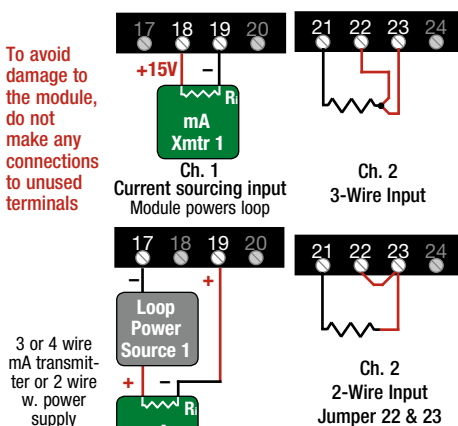 17 18 19 20
+15V –
Ri
mA
Xmtr 1
Ch. 1
Current sourcing input
Module powers loop
To avoid
damage to
the module,
do not
make any
connections
to unused
terminals
21 22 23 24
Ch. 2
3-Wire Input
17 18 19 20
– +
Loop
Power
Source 1
+ –
Ri
3 or 4 wire
mA transmit-
ter or 2 wire
w. power
supply
21 22 23 24
Ch. 2
2-Wire Input
Jumper 22 & 23